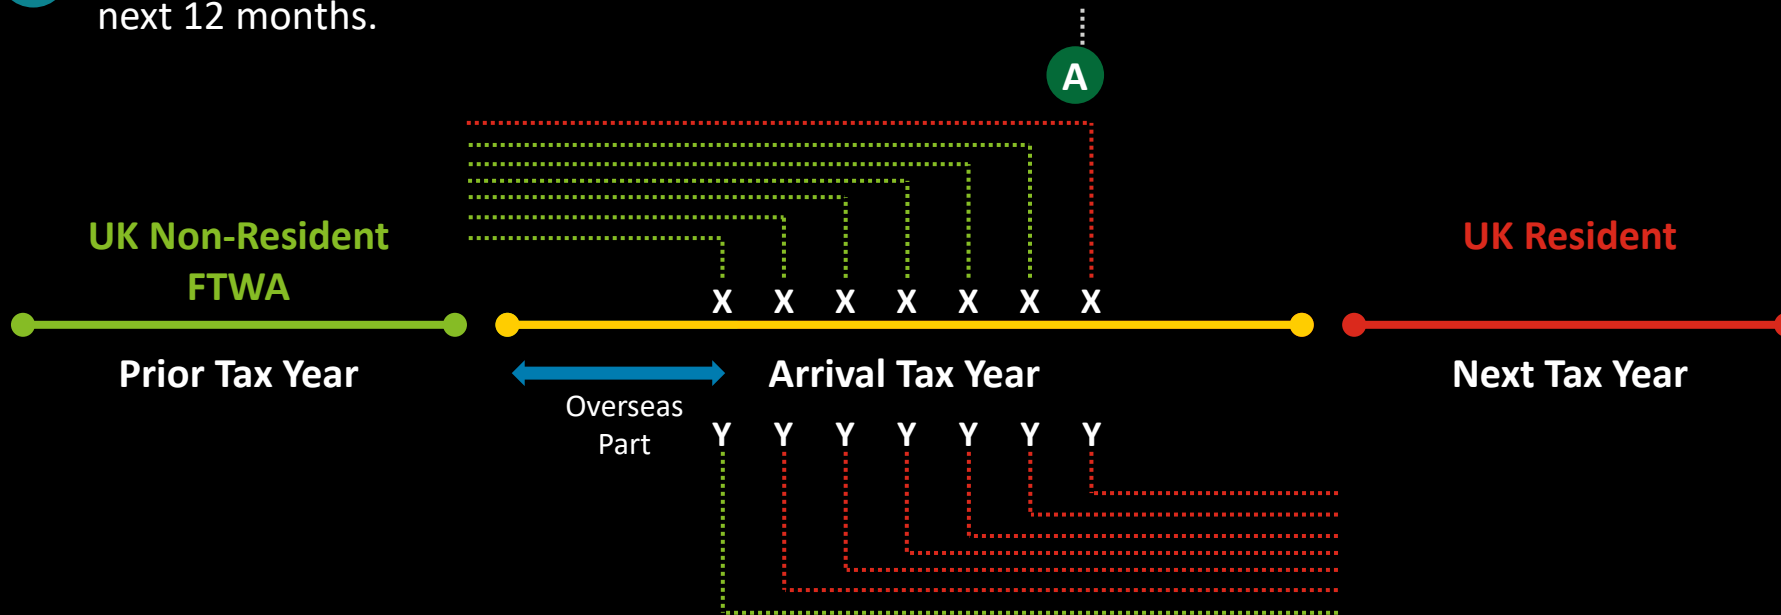 next 12 months.
A
UK Non-Resident
FTWA
UK Resident
X X X X X X X
Prior Tax Year
Arrival Tax Year
Next Tax Year
Overseas
Part
Y Y Y Y Y Y Y